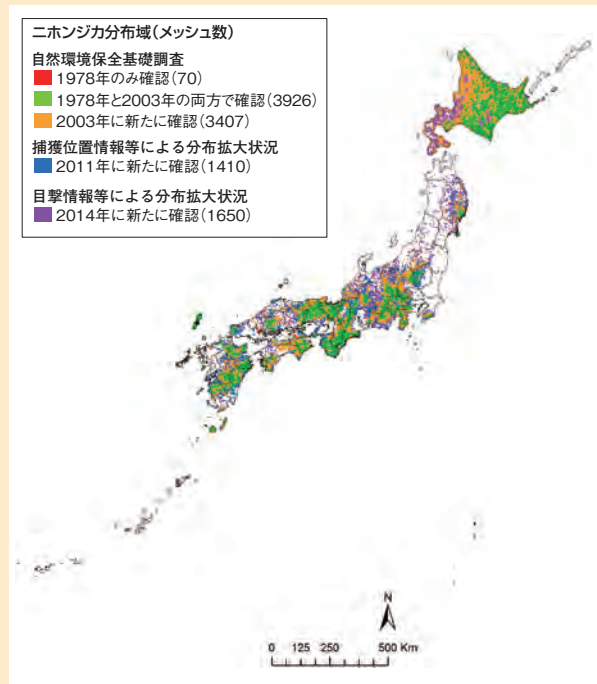 ニホンジカ分布域(メッシュ数)
自然環境保全基礎調査
1978年のみ確認(70)
1978年と2003年の両方で確認(3926)
2003年に新たに確認(3407)
捕獲位置情報等による分布拡大状況
2011年に新たに確認(1410)
目撃情報等による分布拡大状況
2014年に新たに確認(1650)
N
0 125 250 500 Km